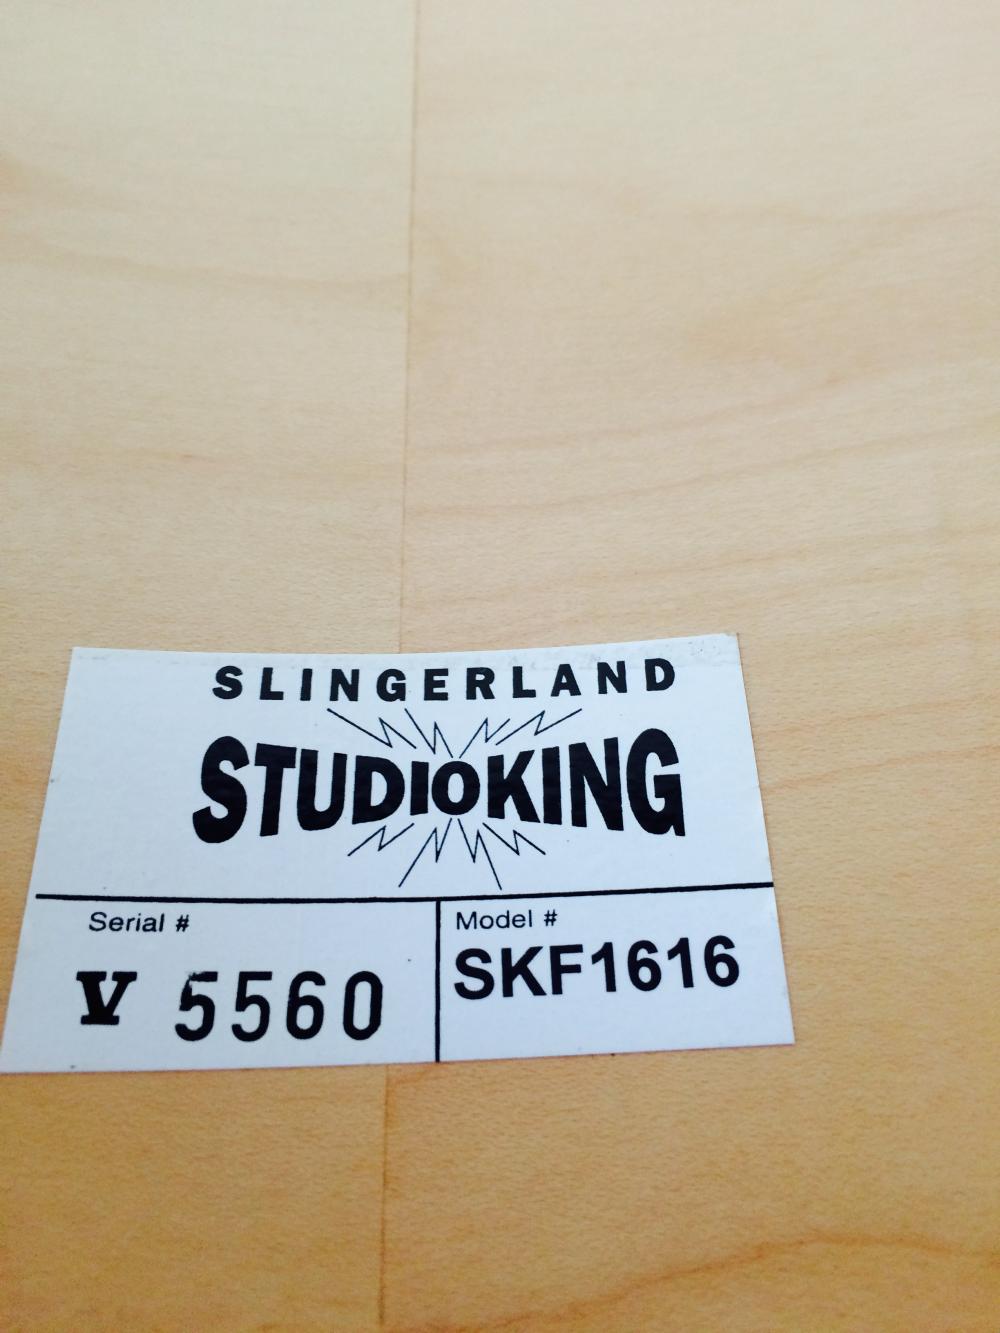 SLINGERLAND
STUDIOKING
Serial #
V 5560
Model #
SKF1616